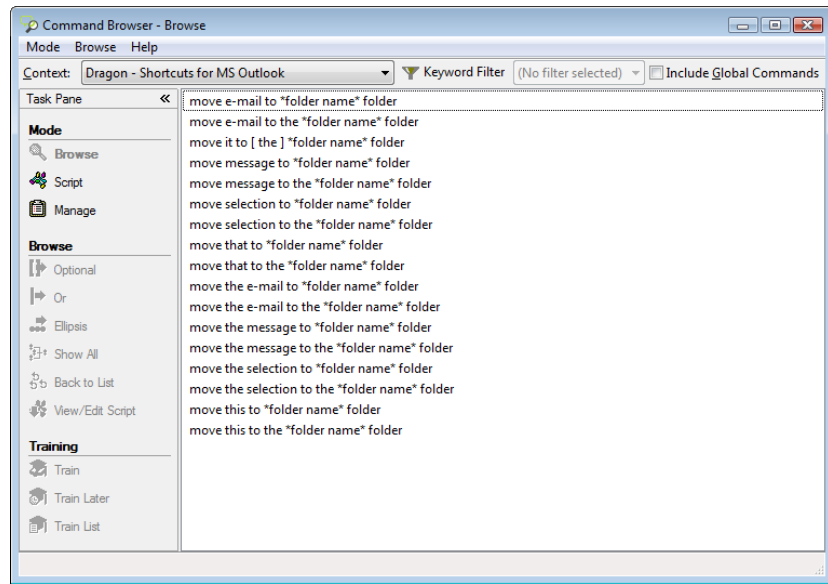 Command Browser - Browse
Mode Browse Help
Context: Dragon - Shortcuts for MS Outlook Keyword Filter (No filter selected) Include Global Commands
Task Pane «
Mode
Browse
Script
Manage
Browse
Optional
Or
Ellipsis
Show All
Back to List
View/Edit Script
Training
Train
Train Later
Train List
move e-mail to *folder name* folder
move e-mail to the *folder name* folder
move it to [ the ] *folder name* folder
move message to *folder name* folder
move message to the *folder name* folder
move selection to *folder name* folder
move selection to the *folder name* folder
move that to *folder name* folder
move that to the *folder name* folder
move the e-mail to *folder name* folder
move the e-mail to the *folder name* folder
move the message to *folder name* folder
move the message to the *folder name* folder
move the selection to *folder name* folder
move the selection to the *folder name* folder
move this to *folder name* folder
move this to the *folder name* folder